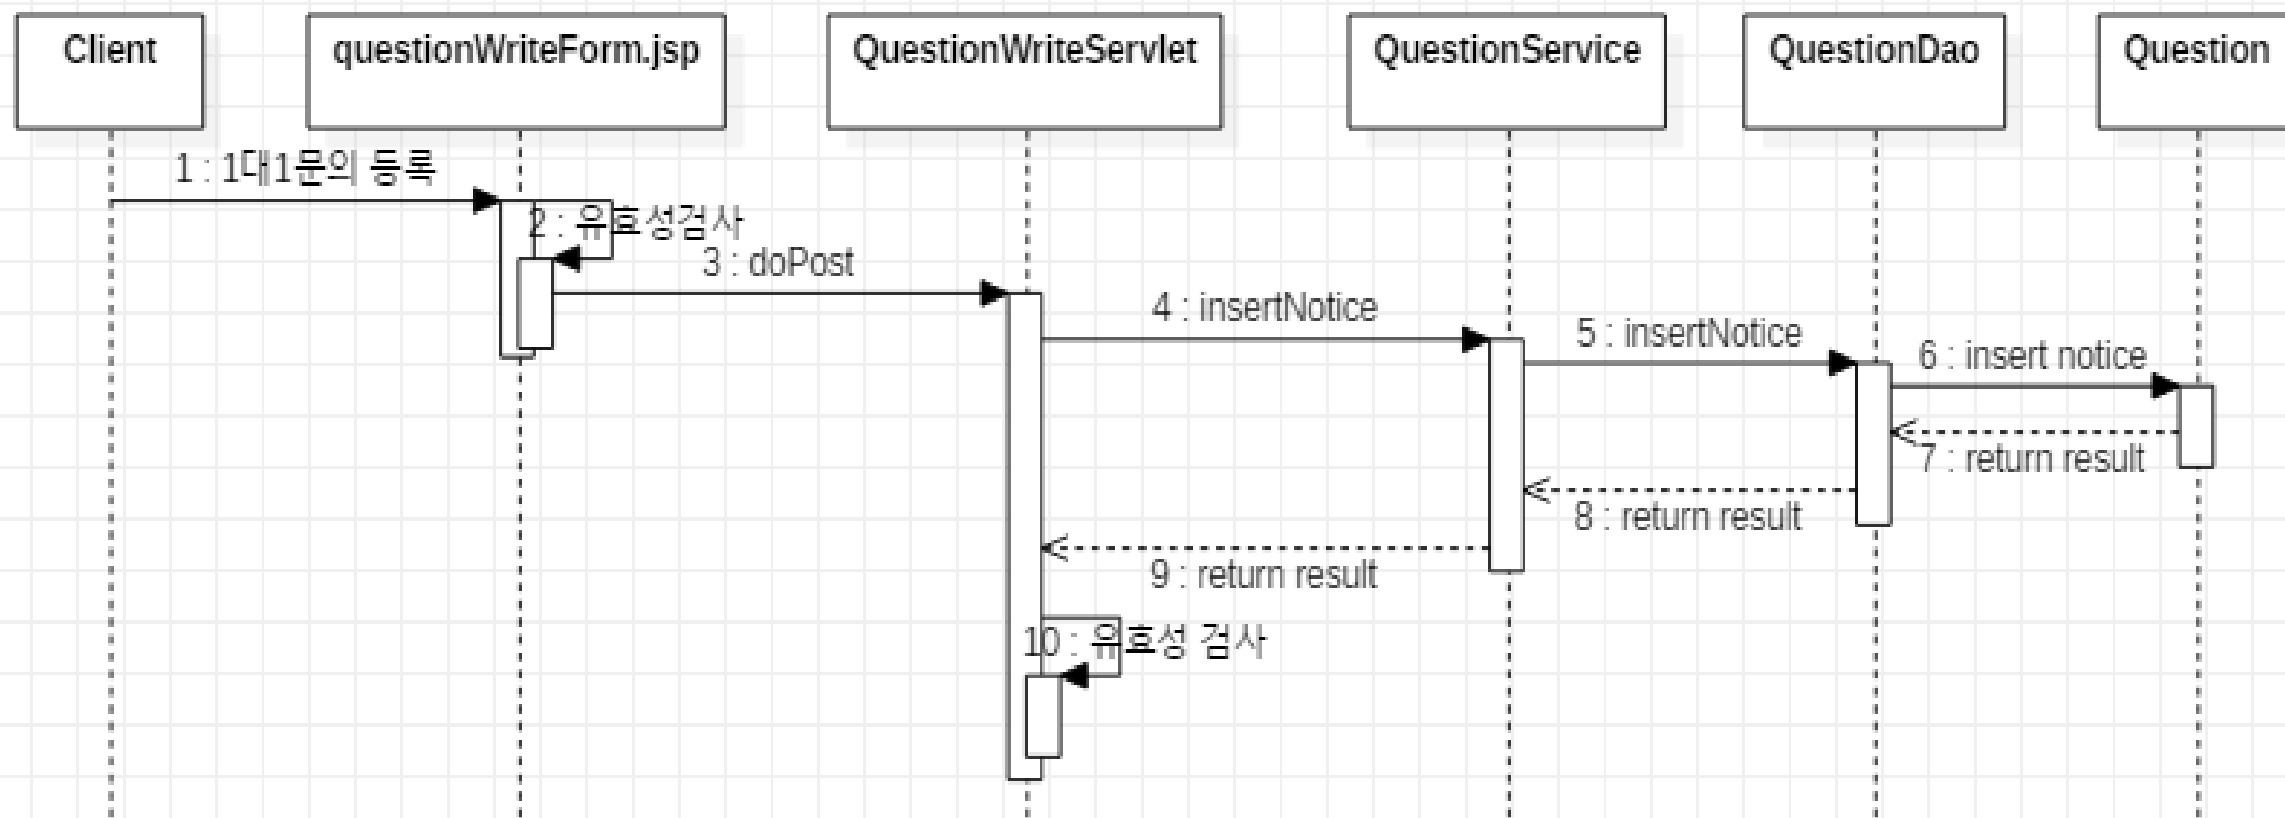 Client
questionWriteForm.jsp
QuestionWriteServlet
QuestionService
QuestionDao
Question
1 : 1대1문의 등록
2 : 유효성검사
3 : doPost
4 : insertNotice
5 : insertNotice
6 : insert notice
7 : return result
8 : return result
9 : return result
10 : 유효성 검사